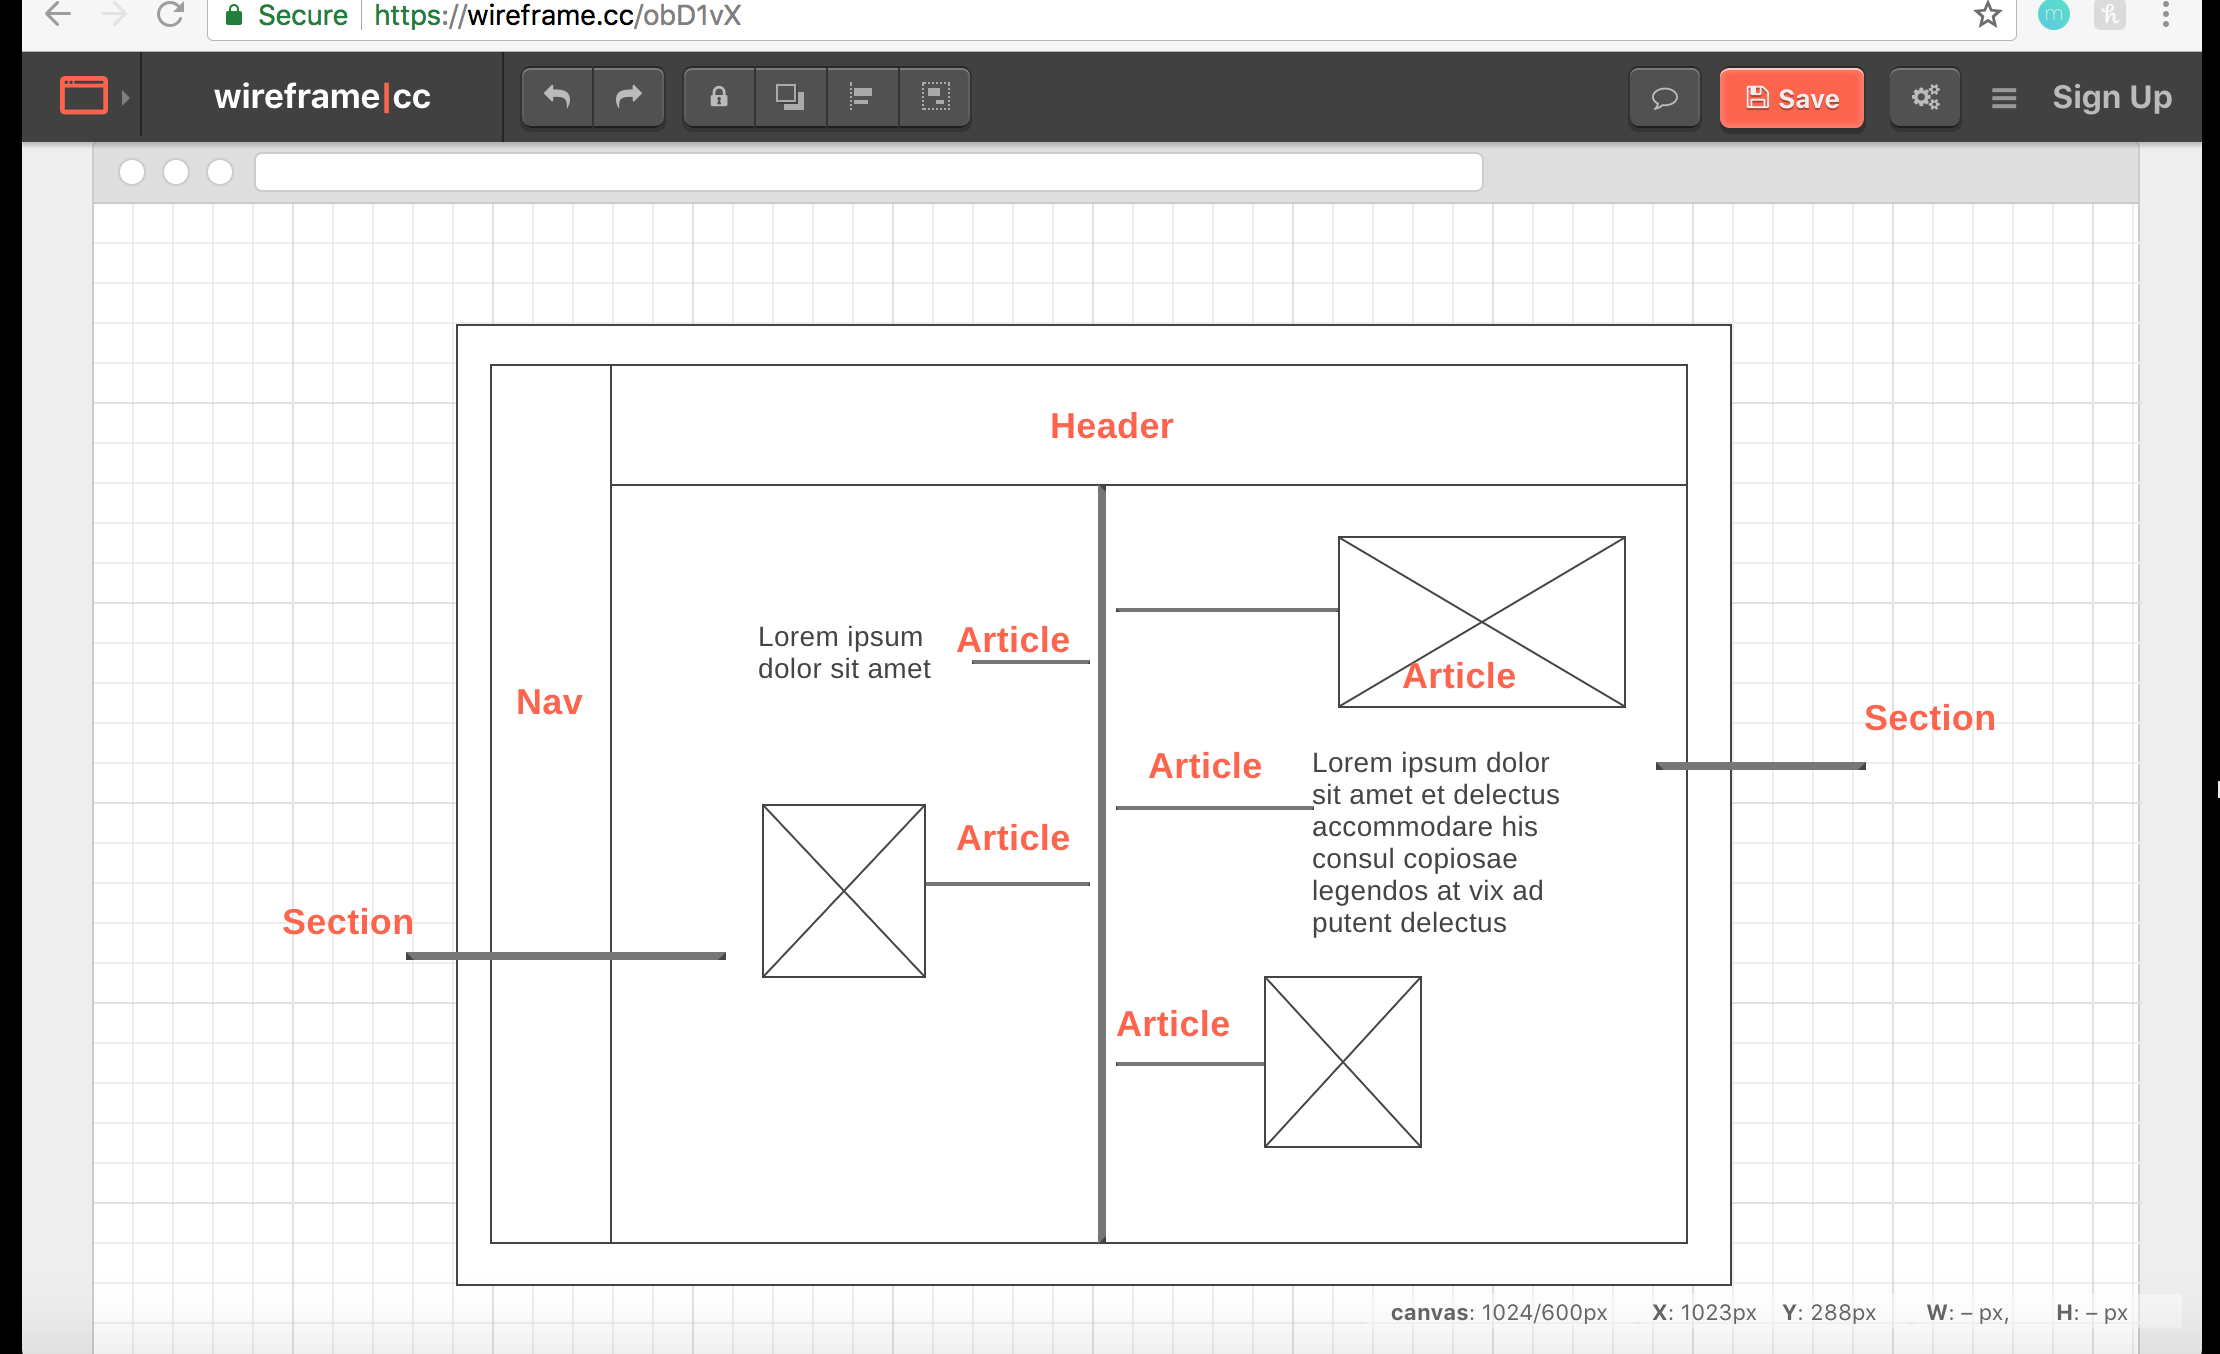 Secure https://wireframe.cc/obD1vX
wireframe|cc
Save
Sign Up
Header
Lorem ipsum
dolor sit amet
Article
Article
Nav
Section
Article
Lorem ipsum dolor
sit amet et delectus
accommodare his
consul copiosae
legendos at vix ad
putent delectus
Article
Section
Article
canvas: 1024/600px X: 1023px Y: 288px W: – px, H: – px